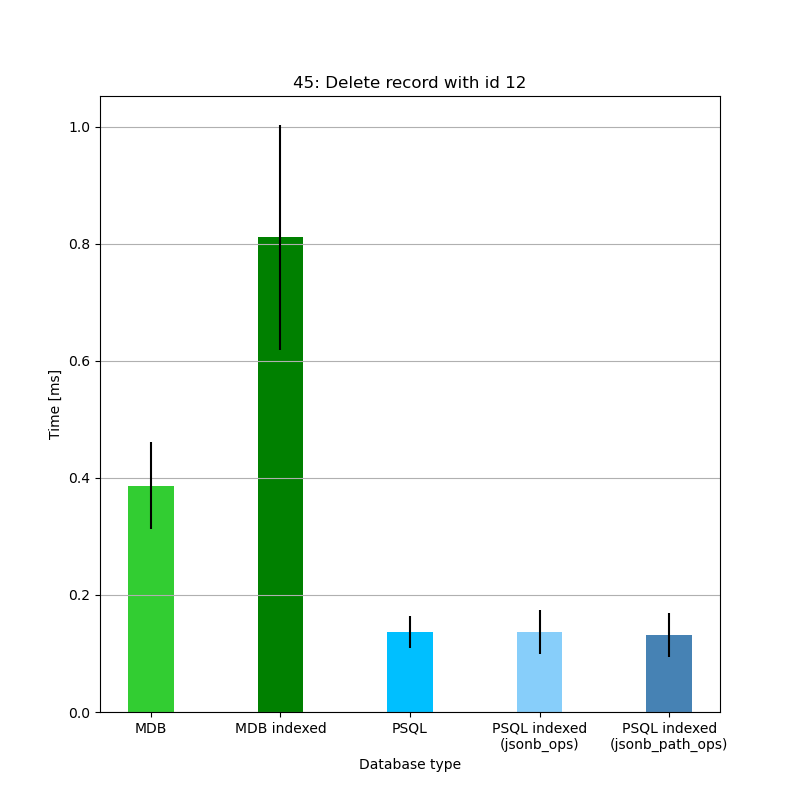 45: Delete record with id 12
1.0
0.8
0.6
0.4
0.2
0.0
Time [ms]
MDB
MDB indexed
PSQL
PSQL indexed
(jsonb_ops)
PSQL indexed
(jsonb_path_ops)
Database type